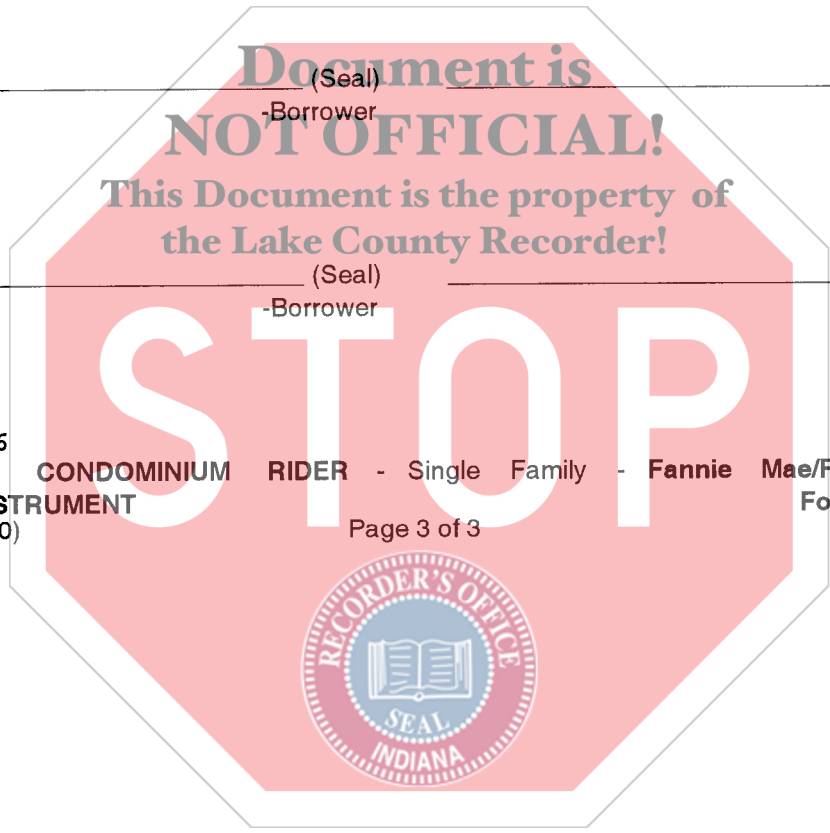 Document is
(Seal)
-Borrower
NOT OFFICIAL!
This Document is the property of
the Lake County Recorder!
(Seal)
-Borrower
STOP
6
CONDOMINIUM RIDER - Single Family - Fannie Mae/F
STRUMENT Fo
0) Page 3 of 3
RECORDER'S OFFICE
SEAL
INDIANA